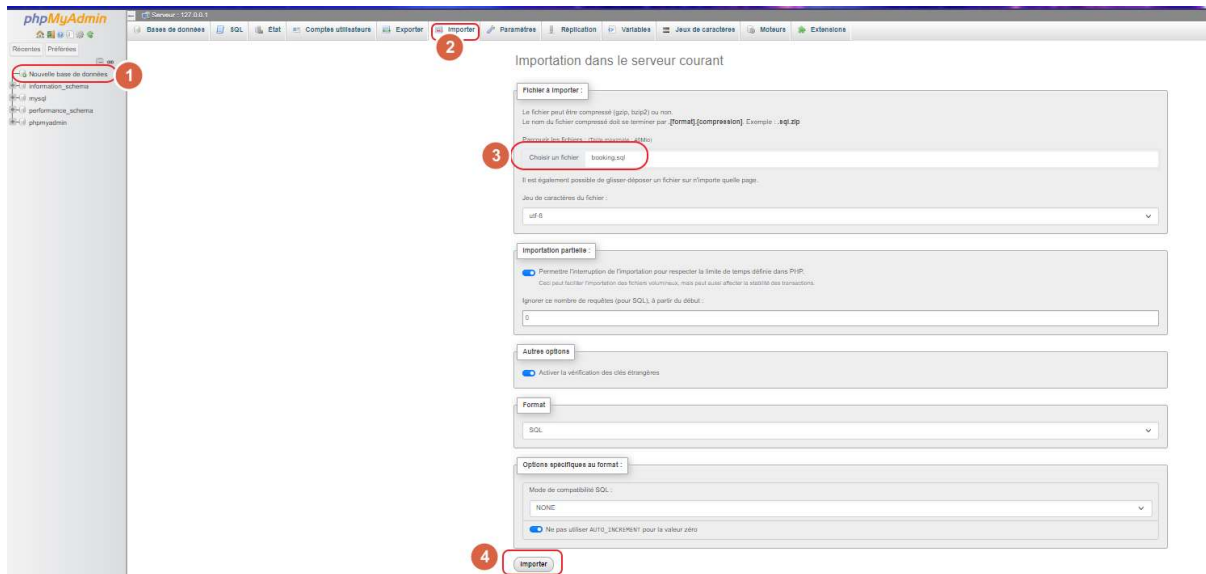 phpMyAdmin
Récentes Préférées
Nouvelle base de données
information_schema
mysql
performance_schema
phpmyadmin
1
Serveur : 127.0.0.1
Bases de données SQL État Comptes utilisateurs Exporter Importer Paramètres Réplication Variables Jeux de caractères Moteurs Extensions
2
Importation dans le serveur courant
Fichier à importer :
Le fichier peut être compressé (gzip, bzip2) ou non.
Le nom du fichier compressé doit se terminer par .[format].[compression]. Exemple : .sql.zip
Parcourir les fichiers : (Taille maximale : 40Mio)
3
Choisir un fichier booking.sql
Il est également possible de glisser-déposer un fichier sur n'importe quelle page.
Jeu de caractères du fichier :
utf-8
Importation partielle :
Permettre l'interruption de l'importation pour respecter la limite de temps définie dans PHP.
Ceci peut faciliter l'importation des fichiers volumineux, mais peut aussi affecter la stabilité des transactions.
Ignorer ce nombre de requêtes (pour SQL), à partir du début :
0
Autres options
Activer la vérification des clés étrangères
Format
SQL
Options spécifiques au format :
Mode de compatibilité SQL :
NONE
Ne pas utiliser AUTO_INCREMENT pour la valeur zéro
4
Importer